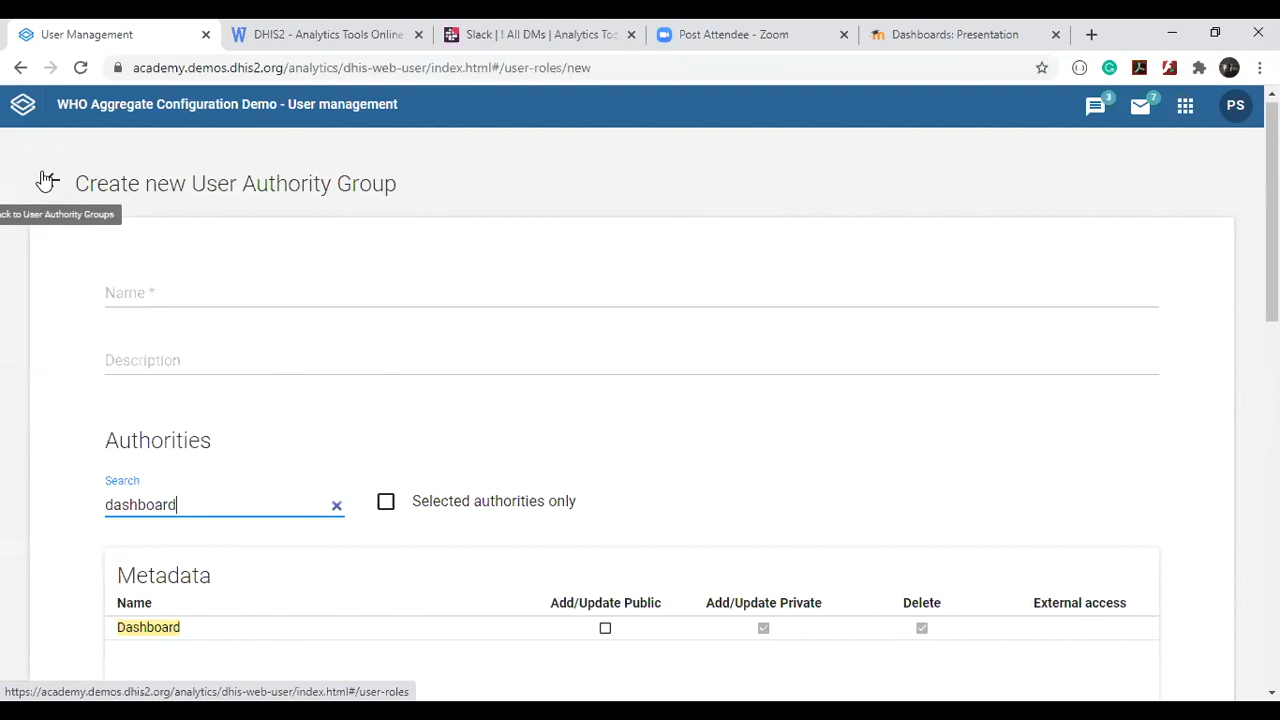 User Management
DHIS2 - Analytics Tools Online
Slack | ! All DMs | Analytics Too
Post Attendee - Zoom
Dashboards: Presentation
academy.demos.dhis2.org/analytics/dhis-web-user/index.html#/user-roles/new
WHO Aggregate Configuration Demo - User management
3
7
PS
Create new User Authority Group
ck to User Authority Groups
Name *
Description
Authorities
Search
dashboard
Selected authorities only
Metadata
Name Add/Update Public Add/Update Private Delete External access
Dashboard
https://academy.demos.dhis2.org/analytics/dhis-web-user/index.html#/user-roles